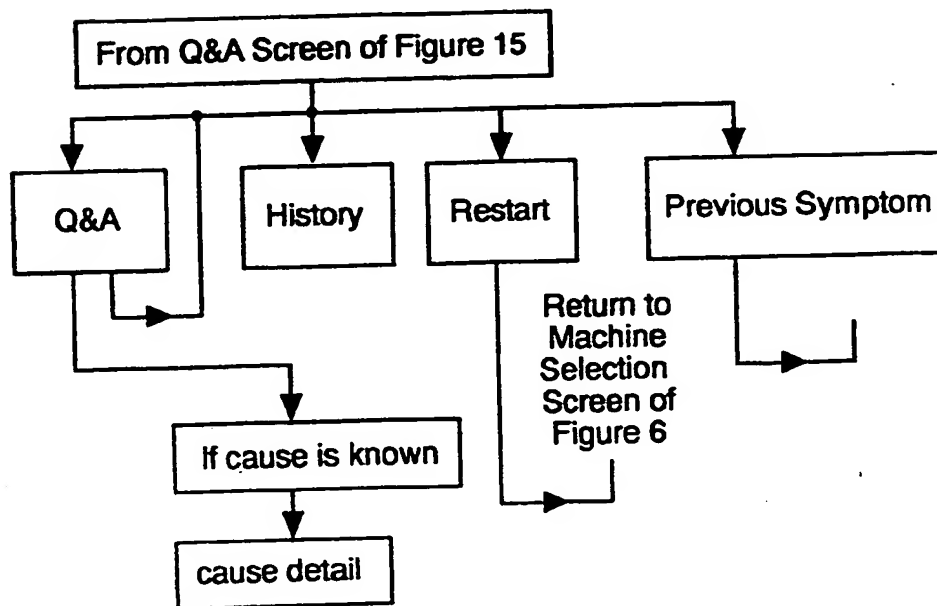 From Q&A Screen of Figure 15
Q&A
History
Restart
Previous Symptom
Return to
Machine
Selection
Screen of
Figure 6
If cause is known
cause detail